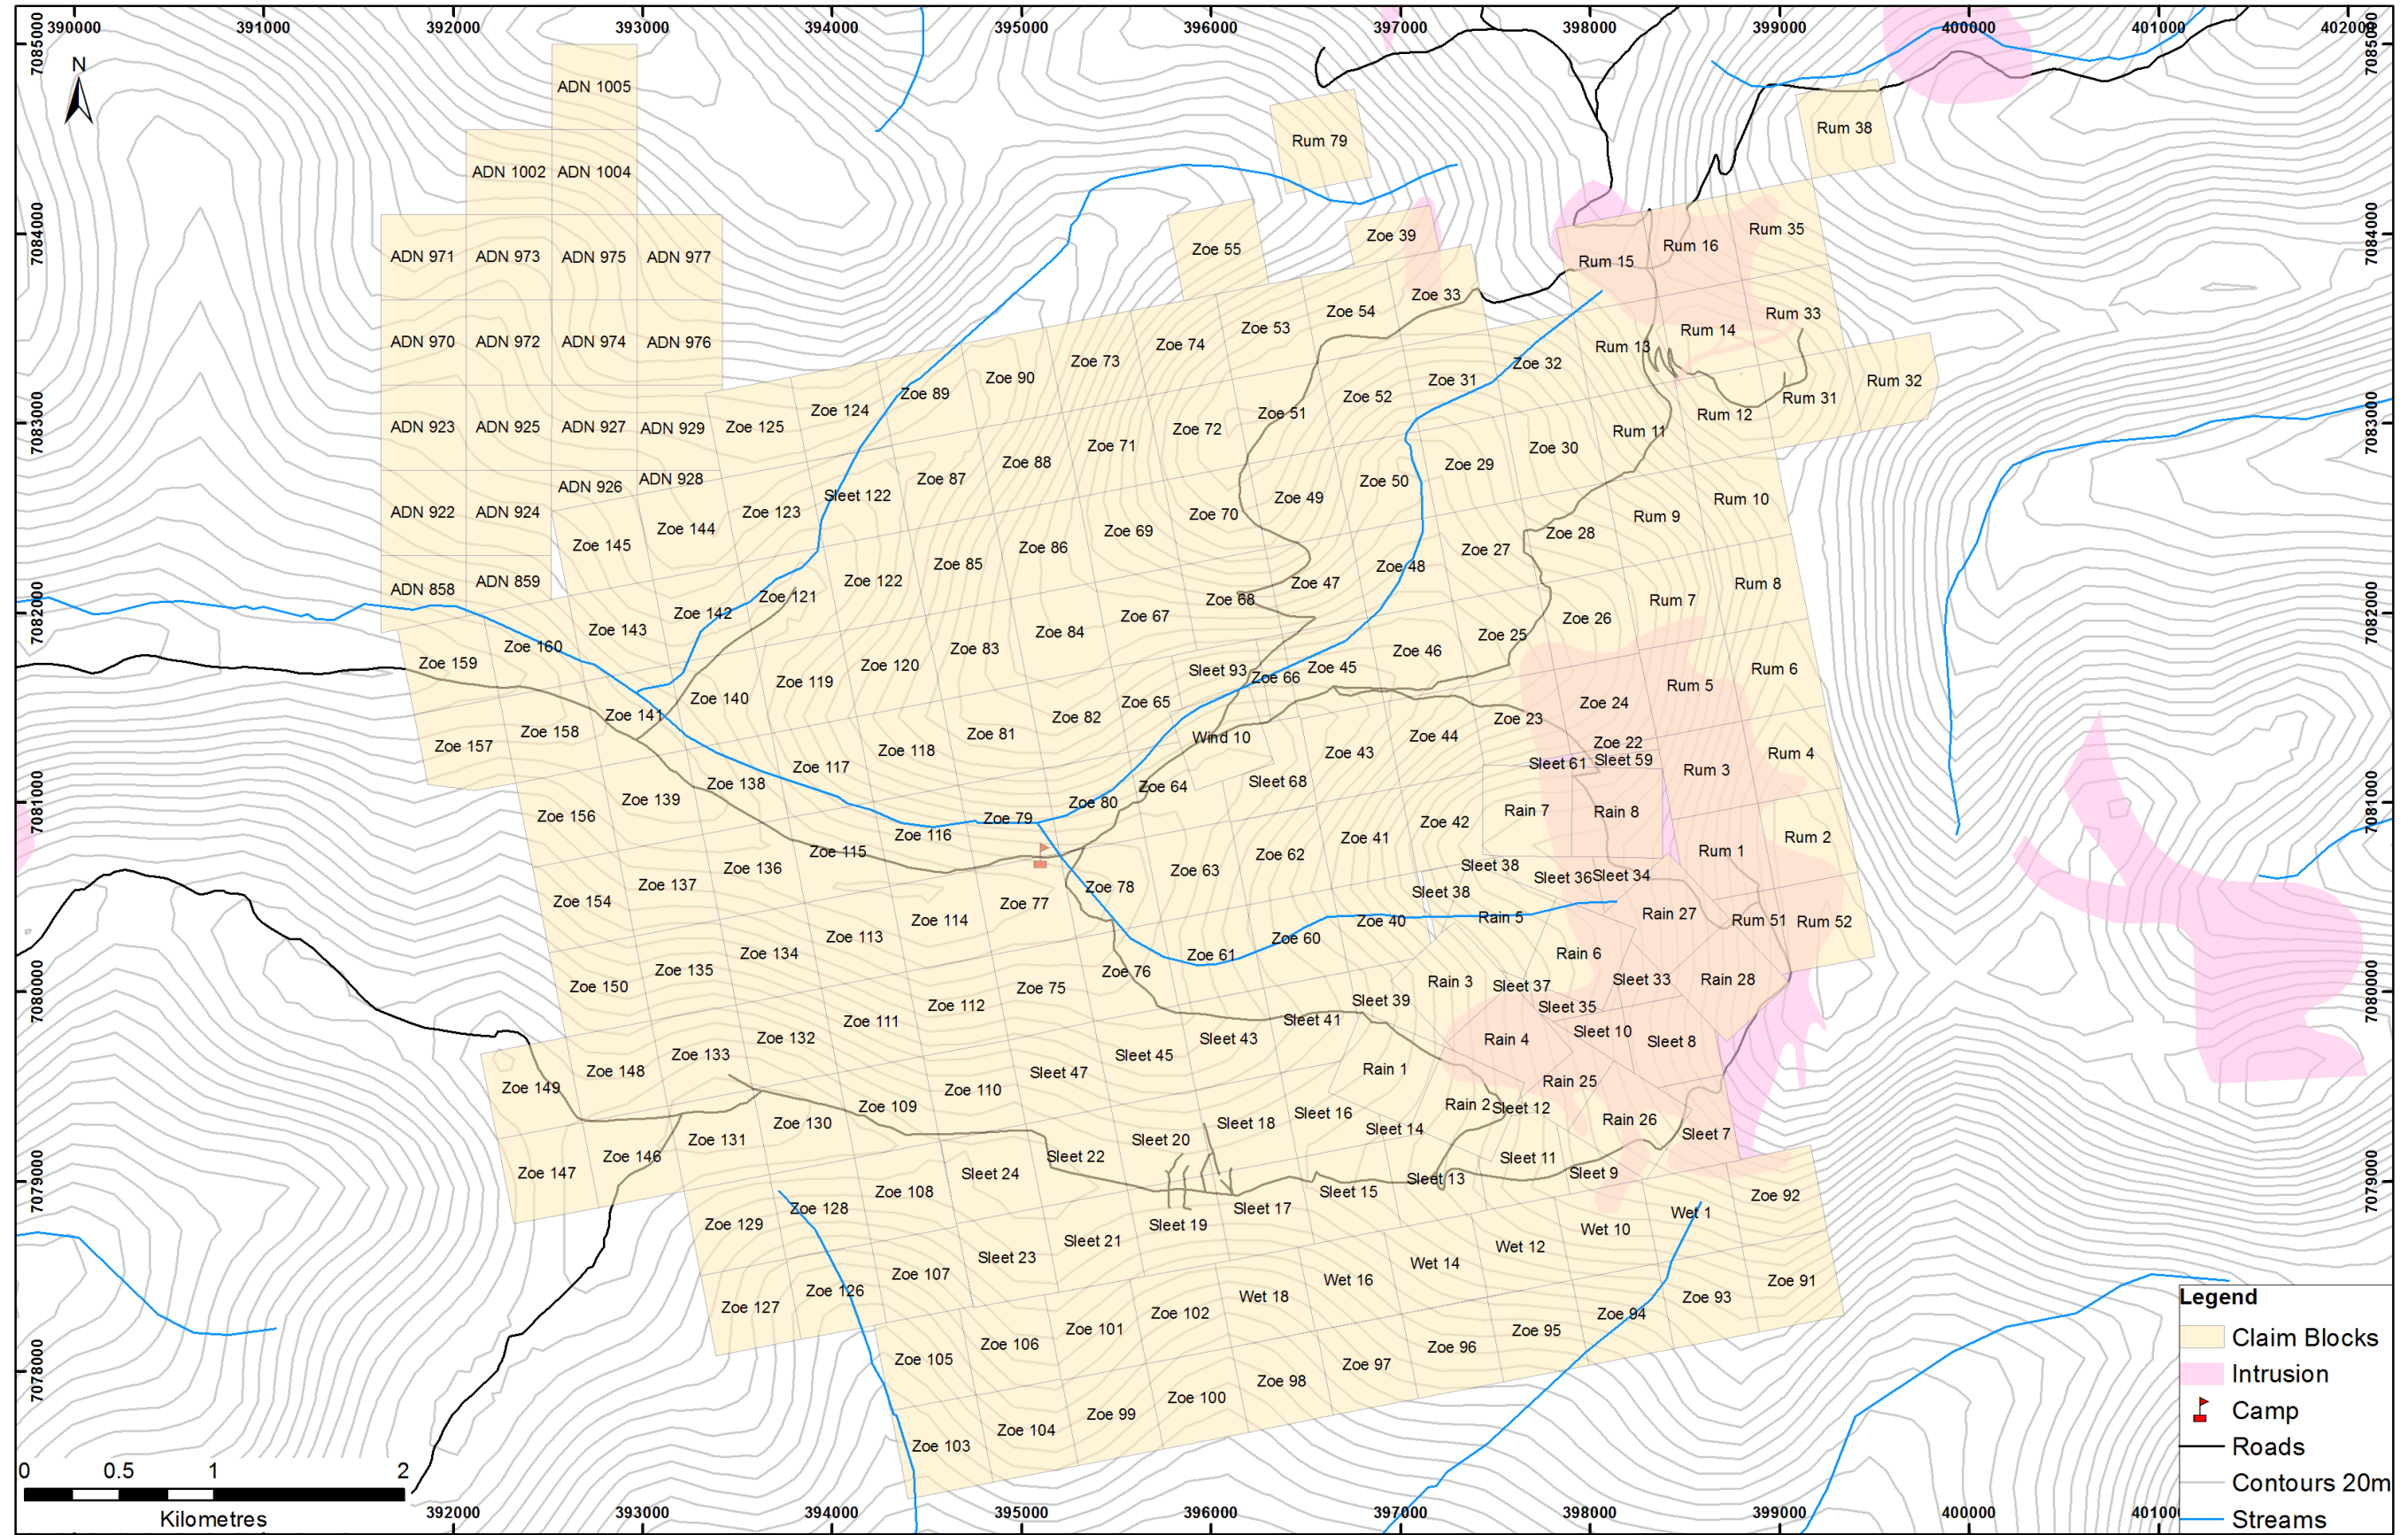 390000 391000 392000 393000 394000 395000 396000 397000 398000 399000 400000 401000 402000
7085000 7085000
N
ADN 1005
Rum 38
Rum 79
ADN 1002 ADN 1004
7084000 7084000
Rum 35
Zoe 39
Rum 16
Zoe 55
ADN 971 ADN 973 ADN 975 ADN 977
Rum 15
Zoe 33
Zoe 54 Rum 33
Zoe 53 Rum 14
ADN 970 ADN 972 ADN 974 ADN 976 Zoe 74 Rum 13
Zoe 73 Zoe 32
Zoe 90 Zoe 31 Rum 32
Zoe 89 Zoe 52 Rum 31
Zoe 124 Zoe 51 Rum 12
7083000 7083000
ADN 923 ADN 925 ADN 927 ADN 929 Zoe 125 Zoe 72 Rum 11
Zoe 71 Zoe 30
Zoe 88 Zoe 29
ADN 926 ADN 928 Zoe 87 Zoe 50
Sleet 122 Zoe 49 Rum 10
ADN 922 ADN 924 Zoe 123 Zoe 70 Rum 9
Zoe 144 Zoe 69 Zoe 28
Zoe 145 Zoe 86 Zoe 27
Zoe 85 Zoe 48
ADN 858 ADN 859 Zoe 122 Zoe 47 Rum 8
Zoe 121 Zoe 68 Rum 7
7082000 7082000
Zoe 142 Zoe 67 Zoe 26
Zoe 143 Zoe 84 Zoe 25
Zoe 160 Zoe 83 Zoe 46
Zoe 159 Zoe 120 Sleet 93 Zoe 66 Zoe 45 Rum 6
Zoe 119 Rum 5
Zoe 140 Zoe 65 Zoe 24
Zoe 141 Zoe 82 Zoe 23
Zoe 158 Zoe 81 Wind 10 Zoe 44
Zoe 157 Zoe 118 Zoe 43 Zoe 22 Rum 4
Zoe 117 Sleet 61 Sleet 59 Rum 3
Zoe 138 Zoe 64 Sleet 68
7081000 7081000
Zoe 139 Zoe 80 Rain 7 Rain 8
Zoe 156 Zoe 79 Zoe 42
Zoe 116 Zoe 41 Rum 2
Zoe 115 Zoe 62 Rum 1
Zoe 136 Zoe 63 Sleet 38
Zoe 137 Zoe 78 Sleet 38 Sleet 36 Sleet 34
Zoe 154 Zoe 77
Zoe 114 Zoe 40 Rain 5 Rain 27 Rum 51 Rum 52
Zoe 113 Zoe 60
Zoe 134 Zoe 61 Rain 6
7080000 7080000
Zoe 135 Zoe 76 Rain 3 Sleet 33 Rain 28
Zoe 150 Zoe 75 Sleet 37
Zoe 112 Sleet 39 Sleet 35
Zoe 111 Sleet 41
Zoe 132 Sleet 43 Rain 4 Sleet 10 Sleet 8
Zoe 133 Sleet 45
Zoe 148 Sleet 47 Rain 1
Zoe 149 Zoe 110 Rain 25
Zoe 109 Sleet 16 Rain 2 Sleet 12
Zoe 130 Sleet 18 Sleet 14 Rain 26
Zoe 131 Sleet 20 Sleet 7
Zoe 146 Sleet 22 Sleet 11
Zoe 147 Sleet 24 Sleet 13 Sleet 9
7079000 7079000
Zoe 108 Sleet 15 Zoe 92
Zoe 128 Sleet 17 Wet 1
Zoe 129 Sleet 19 Wet 10
Sleet 21 Wet 12
Sleet 23 Wet 14
Zoe 107 Wet 16 Zoe 91
Zoe 126 Wet 18 Zoe 93
Zoe 127 Zoe 102 Zoe 94
Zoe 101 Zoe 95
Zoe 106 Zoe 96
Zoe 105 Zoe 97
7078000
Zoe 98
Zoe 100
Zoe 99
Zoe 104
Zoe 103
Legend
Claim Blocks
Intrusion
Camp
Roads
Contours 20m
Streams
0 0.5 1 2
Kilometres
392000 393000 394000 395000 396000 397000 398000 399000 400000 401000